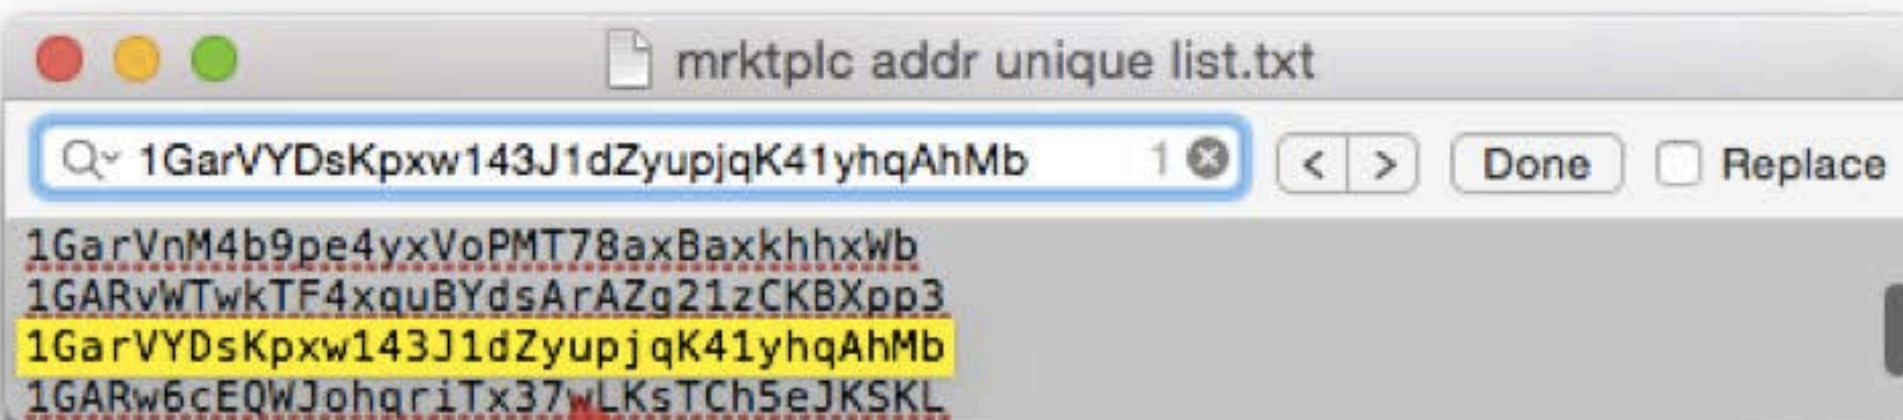 mrktplc addr unique list.txt
1GarVYDsKpxw143J1dZyupjqK41yhqAhMb 1 < > Done Replace
1GarVnM4b9pe4yxVoPMT78axBaxkhhxWb
1GARvWTwkTF4xquBYdsArAZg21zCKBXpp3
1GarVYDsKpxw143J1dZyupjqK41yhqAhMb
1GARw6cEQWJohqriTx37wLKsTCh5eJKSKL